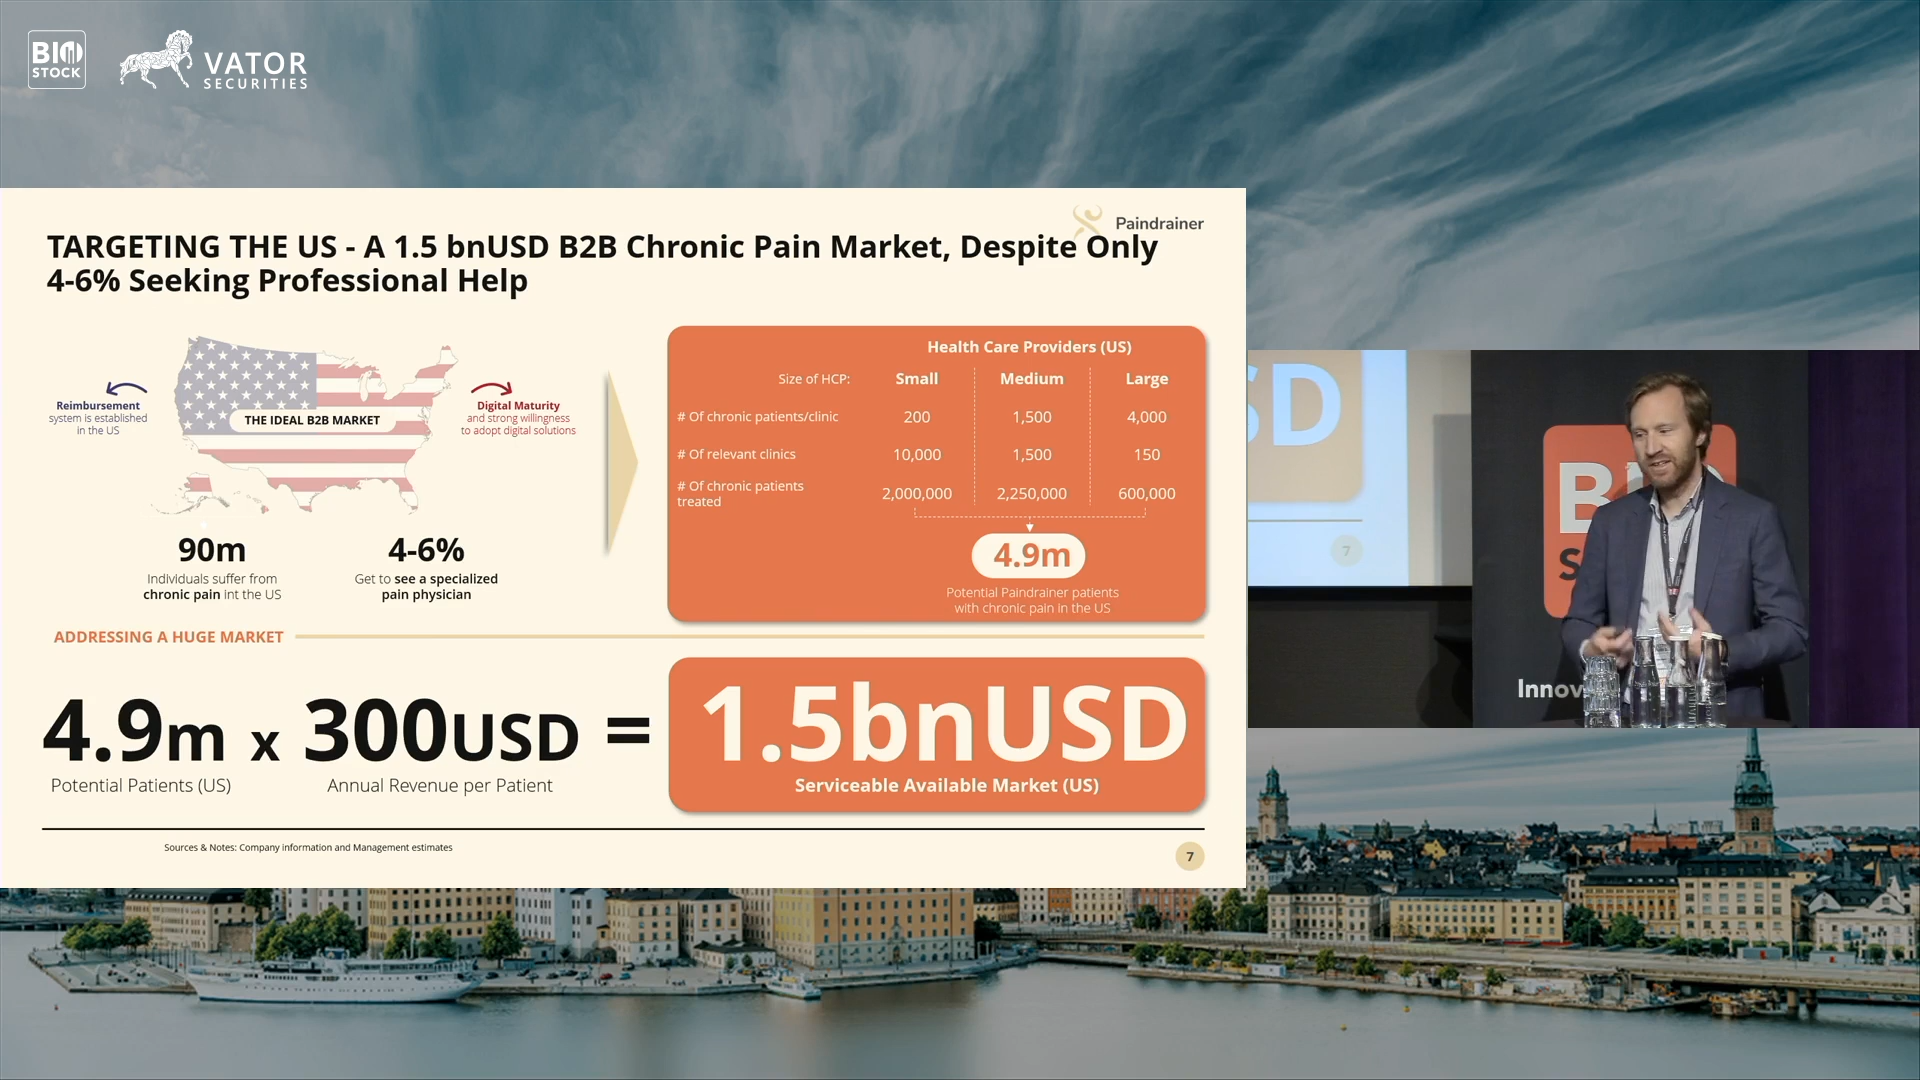 BIO
STOCK
VATOR
SECURITIES
Paindrainer
TARGETING THE US - A 1.5 bnUSD B2B Chronic Pain Market, Despite Only
4-6% Seeking Professional Help
Reimbursement
system is established
in the US
THE IDEAL B2B MARKET
Digital Maturity
and strong willingness
to adopt digital solutions
90m
Individuals suffer from
chronic pain int the US
4-6%
Get to see a specialized
pain physician
Health Care Providers (US)
Size of HCP: Small Medium Large
# Of chronic patients/clinic 200 1,500 4,000
# Of relevant clinics 10,000 1,500 150
# Of chronic patients
treated 2,000,000 2,250,000 600,000
4.9m
Potential Paindrainer patients
with chronic pain in the US
ADDRESSING A HUGE MARKET
4.9m x 300USD = 1.5bnUSD
Potential Patients (US) Annual Revenue per Patient Serviceable Available Market (US)
Sources & Notes: Company information and Management estimates
7
SD
7
Innov